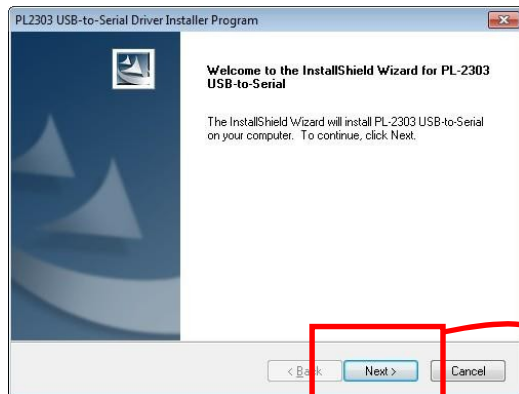 PL2303 USB-to-Serial Driver Installer Program
Welcome to the InstallShield Wizard for PL-2303
USB-to-Serial
The InstallShield Wizard will install PL-2303 USB-to-Serial
on your computer. To continue, click Next.
< Back Next > Cancel